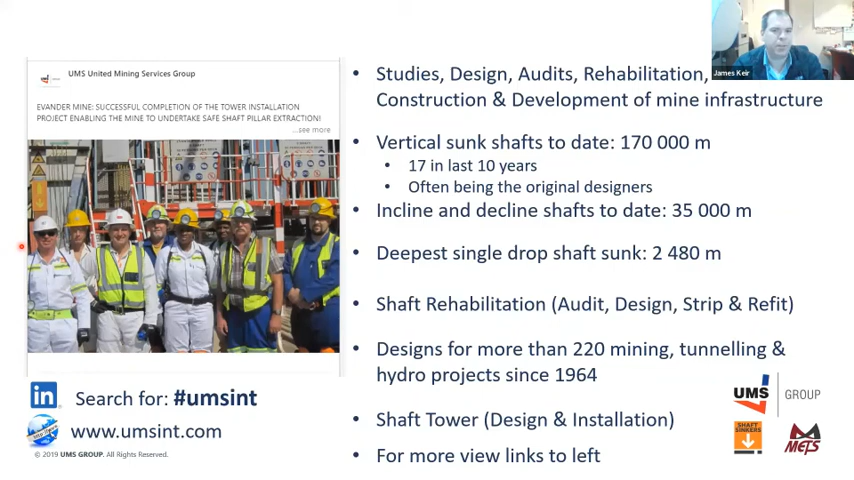 UMS United Mining Services Group
EVANDER MINE: SUCCESSFUL COMPLETION OF THE TOWER INSTALLATION
PROJECT ENABLING THE MINE TO UNDERTAKE SAFE SHAFT PILLAR EXTRACTION!
...see more
in
Search for: #umsint
www.umsint.com
© 2019 UMS GROUP. All Rights Reserved.
James Keir
• Studies, Design, Audits, Rehabilitation,
Construction & Development of mine infrastructure
• Vertical sunk shafts to date: 170 000 m
• 17 in last 10 years
• Often being the original designers
• Incline and decline shafts to date: 35 000 m
• Deepest single drop shaft sunk: 2 480 m
• Shaft Rehabilitation (Audit, Design, Strip & Refit)
• Designs for more than 220 mining, tunnelling &
hydro projects since 1964
• Shaft Tower (Design & Installation)
• For more view links to left
UMS GROUP
SHAFT
SINKERS
METS